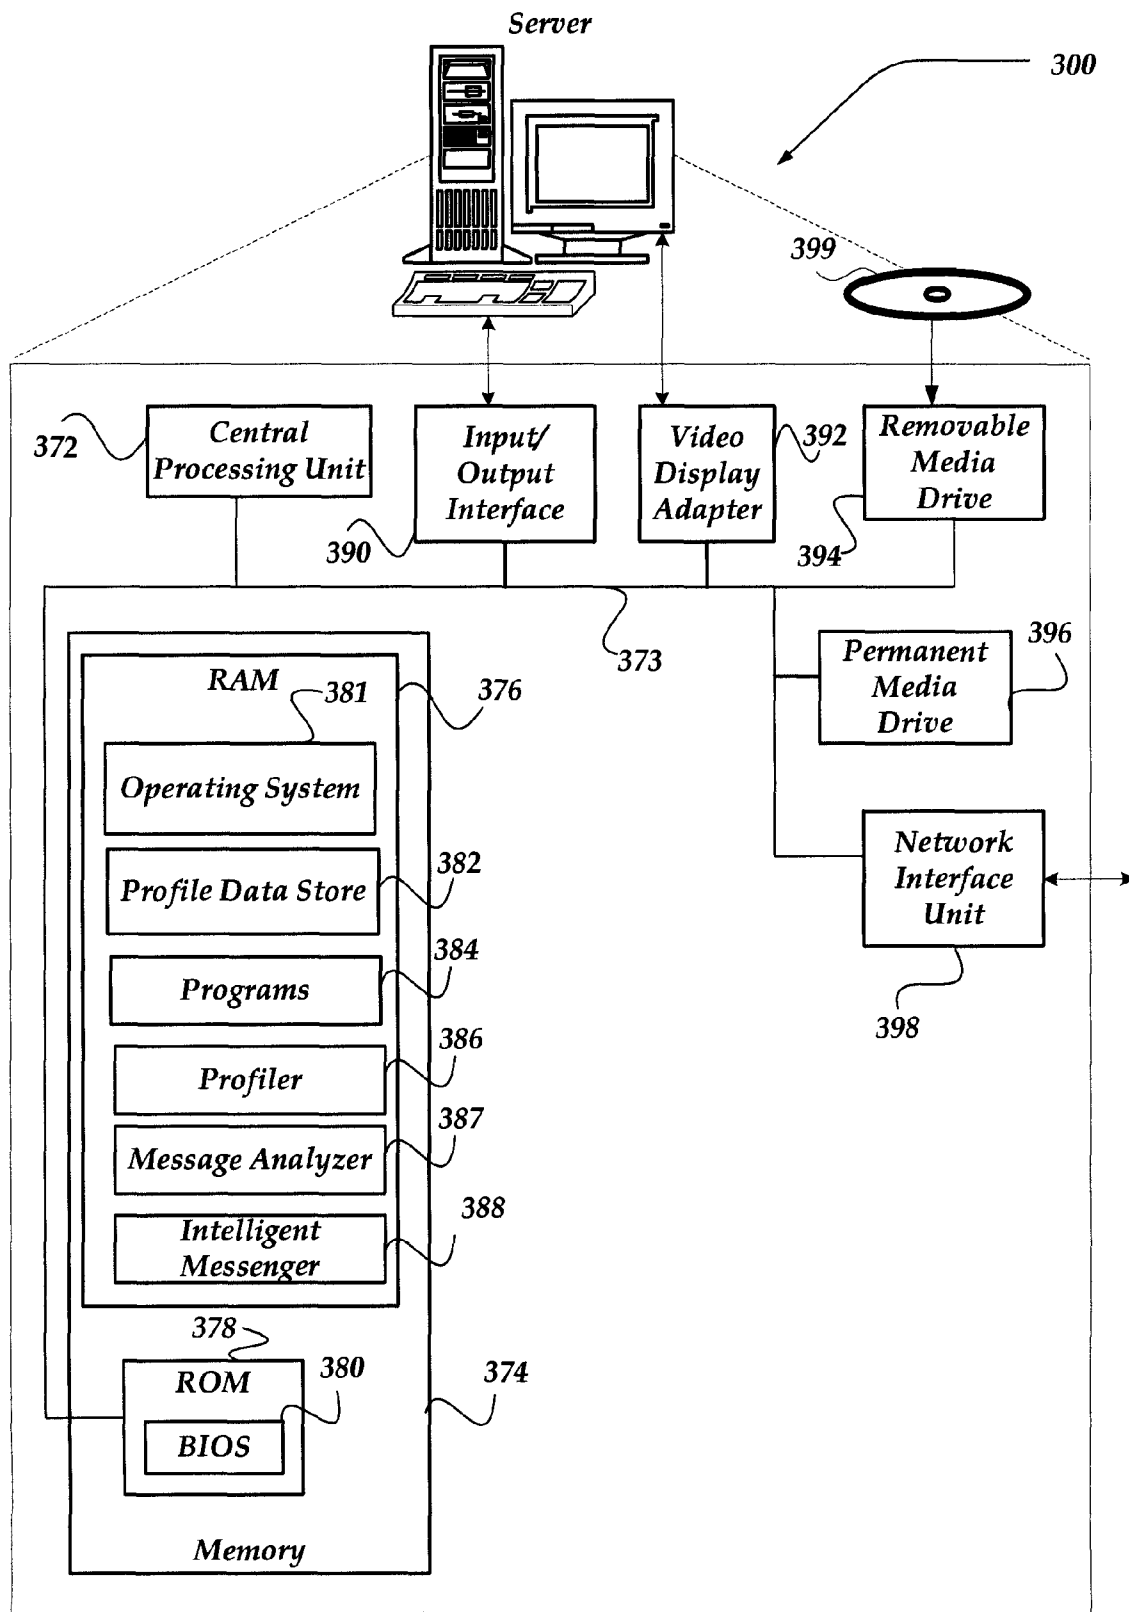 Server
300
399
372
Central
Processing Unit
Input/
Output
Interface
390
Video
Display
Adapter
392
Removable
Media
Drive
394
373
Permanent
Media
Drive
396
RAM
381
376
Operating System
Profile Data Store
382
Programs
384
Profiler
386
Message Analyzer
387
Intelligent
Messenger
388
Network
Interface
Unit
398
378
ROM
380
BIOS
374
Memory